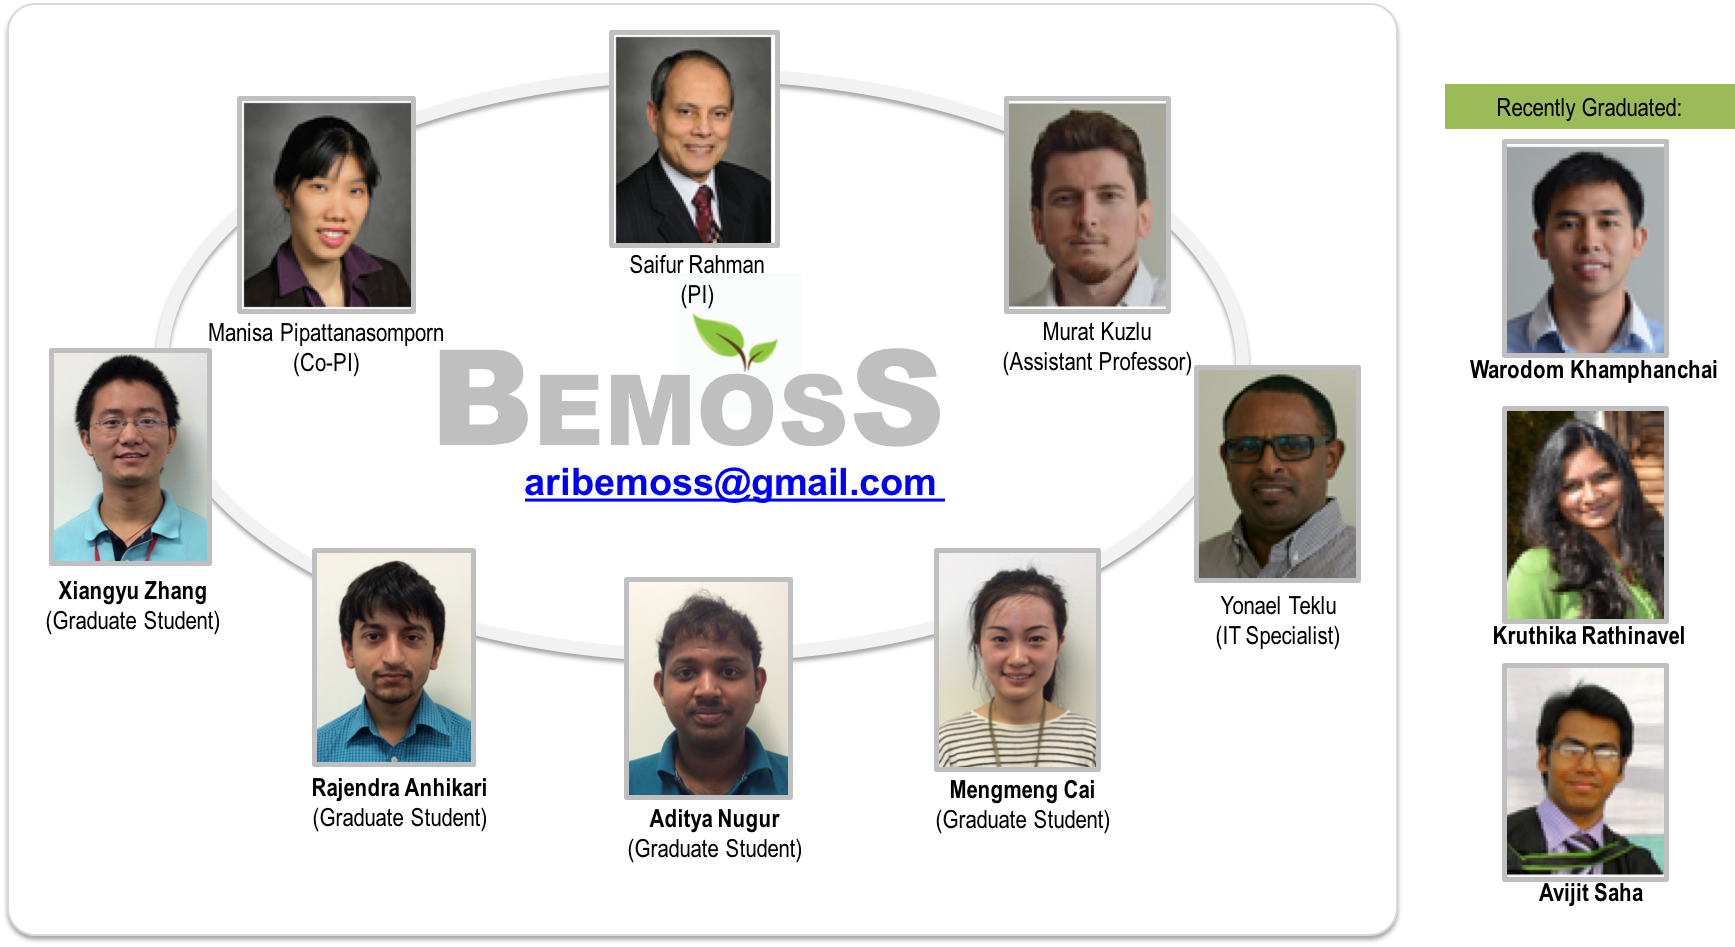 Recently Graduated:
Saifur Rahman
(PI)
Manisa Pipattanasomporn
(Co-PI)
Murat Kuzlu
(Assistant Professor)
BEMOSS
aribemoss@gmail.com
Xiangyu Zhang
(Graduate Student)
Yonael Teklu
(IT Specialist)
Rajendra Anhikari
(Graduate Student)
Aditya Nugur
(Graduate Student)
Mengmeng Cai
(Graduate Student)
Warodom Khamphanchai
Kruthika Rathinavel
Avijit Saha